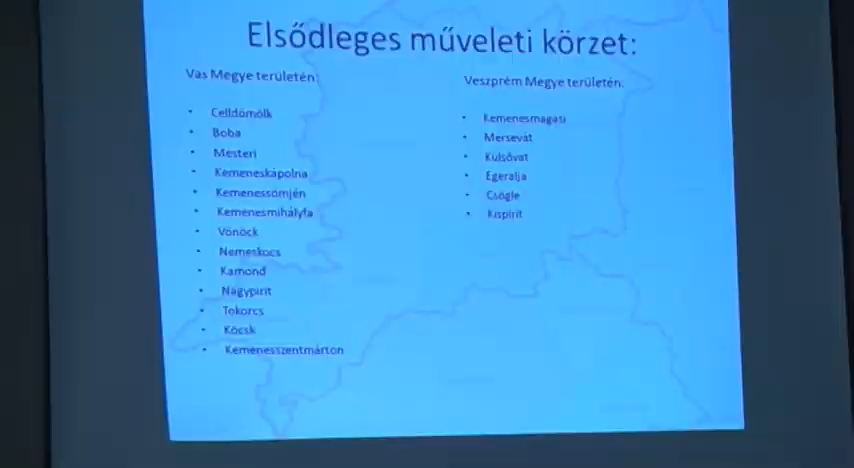 Elsődleges műveleti körzet:
Vas Megye területén:
• Celldömölk
• Boba
• Mesteri
• Kemeneskápolna
• Kemenessömjén
• Kemenesmihályfa
• Vönöck
• Nemeskocs
• Kamond
• Nagypirit
• Tokorcs
• Köcsk
• Kemenesszentmárton
Veszprém Megye területén:
• Kemenesmagasi
• Mersevát
• Külsővat
• Egeralja
• Csögle
• Kispirit